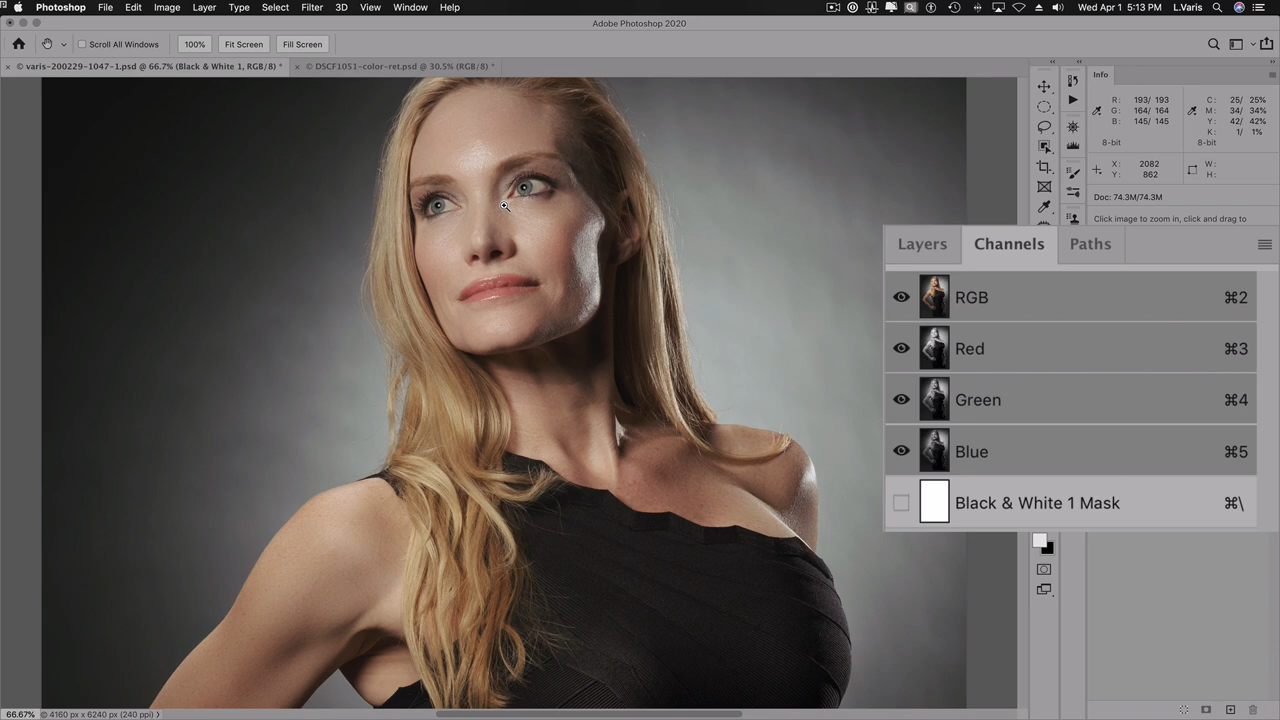 Photoshop File Edit Image Layer Type Select Filter 3D View Window Help Wed Apr 1 5:13 PM L.Varis
Adobe Photoshop 2020
Scroll All Windows 100% Fit Screen Fill Screen
× © varis-200229-1047-1.psd @ 66.7% (Black & White 1, RGB/8) * × © DSCF1051-color-ret.psd @ 30.5% (RGB/8) *
Info
R: 193/ 193 C: 25/ 25%
G: 164/ 164 M: 34/ 34%
B: 145/ 145 Y: 42/ 42%
K: 1/ 1%
8-bit 8-bit
X: 2082 W:
Y: 862 H:
Doc: 74.3M/74.3M
Click image to zoom in, click and drag to
Layers Channels Paths
RGB ⌘2
Red ⌘3
Green ⌘4
Blue ⌘5
Black & White 1 Mask ⌘\
66.67% © 4160 px x 6240 px (240 ppi)